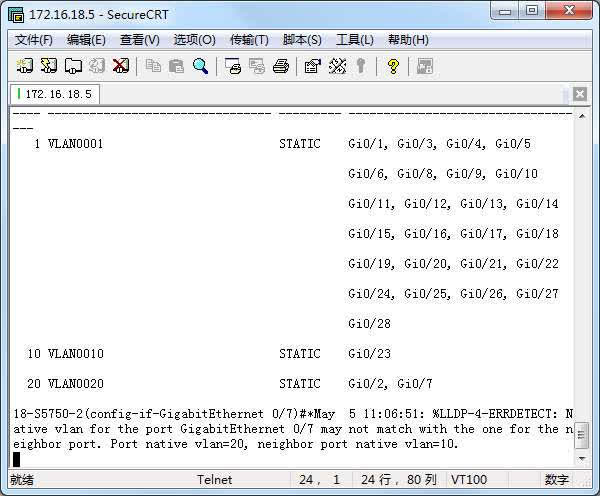 172.16.18.5 - SecureCRT
文件(F) 编辑(E) 查看(V) 选项(O) 传输(T) 脚本(S) 工具(L) 帮助(H)
172.16.18.5
---- -------------------------------- --------- --------------------------------
---
1 VLAN0001 STATIC Gi0/1, Gi0/3, Gi0/4, Gi0/5
Gi0/6, Gi0/8, Gi0/9, Gi0/10
Gi0/11, Gi0/12, Gi0/13, Gi0/14
Gi0/15, Gi0/16, Gi0/17, Gi0/18
Gi0/19, Gi0/20, Gi0/21, Gi0/22
Gi0/24, Gi0/25, Gi0/26, Gi0/27
Gi0/28
10 VLAN0010 STATIC Gi0/23
20 VLAN0020 STATIC Gi0/2, Gi0/7
18-S5750-2(config-if-GigabitEthernet 0/7)#*May  5 11:06:51: %LLDP-4-ERRDETECT: N
ative vlan for the port GigabitEthernet 0/7 may not match with the one for the n
eighbor port. Port native vlan=20, neighbor port native vlan=10.
就绪 Telnet 24, 1 24 行, 80 列 VT100 数字